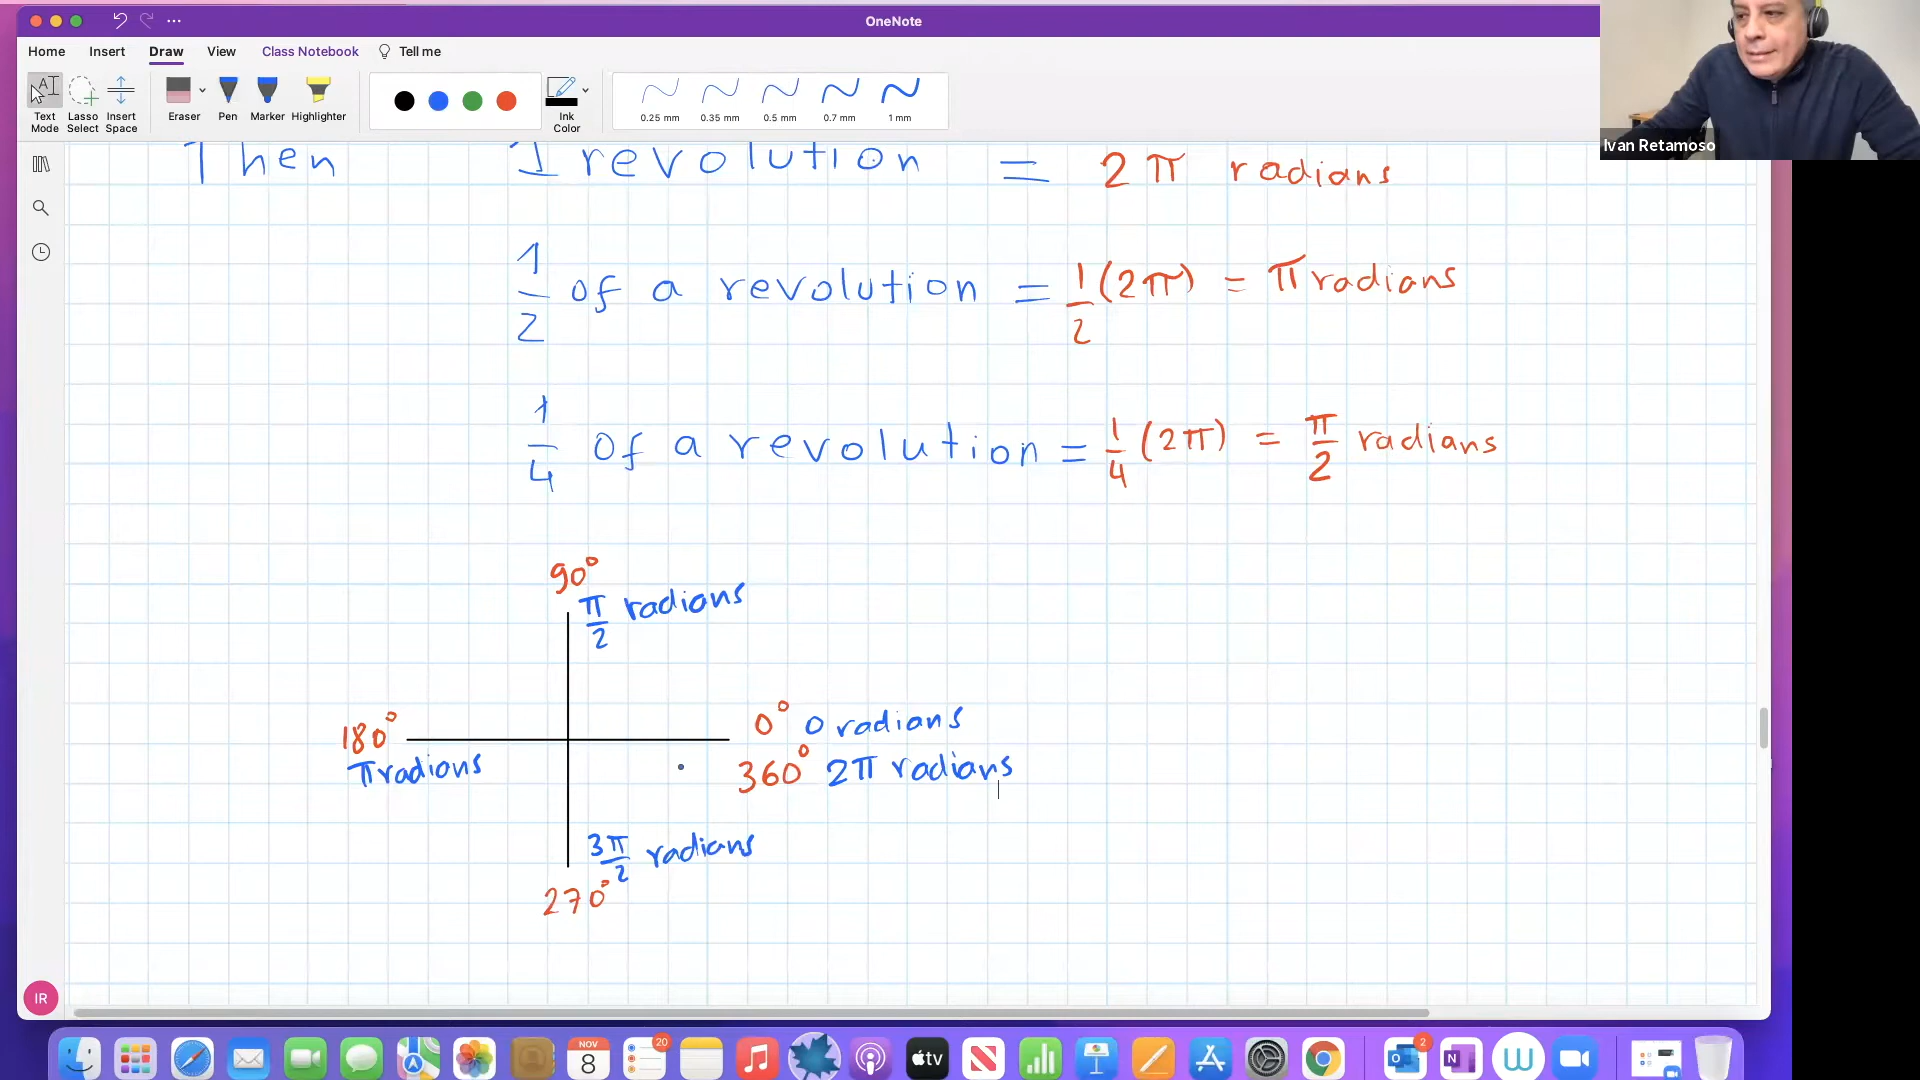 OneNote
Home Insert Draw View Class Notebook Tell me
Text Mode Lasso Select Insert Space Eraser Pen Marker Highlighter Ink Color 0.25 mm 0.35 mm 0.5 mm 0.7 mm 1 mm
Ivan Retamoso
Then 1 revolution = 2π radians
1/2 of a revolution = 1/2 (2π) = π radians
1/4 of a revolution = 1/4 (2π) = π/2 radians
90°
π/2 radians
180° 0° 0 radians
π radians 360° 2π radians
3π/2 radians
270°
IR
NOV 8 20 tv 2